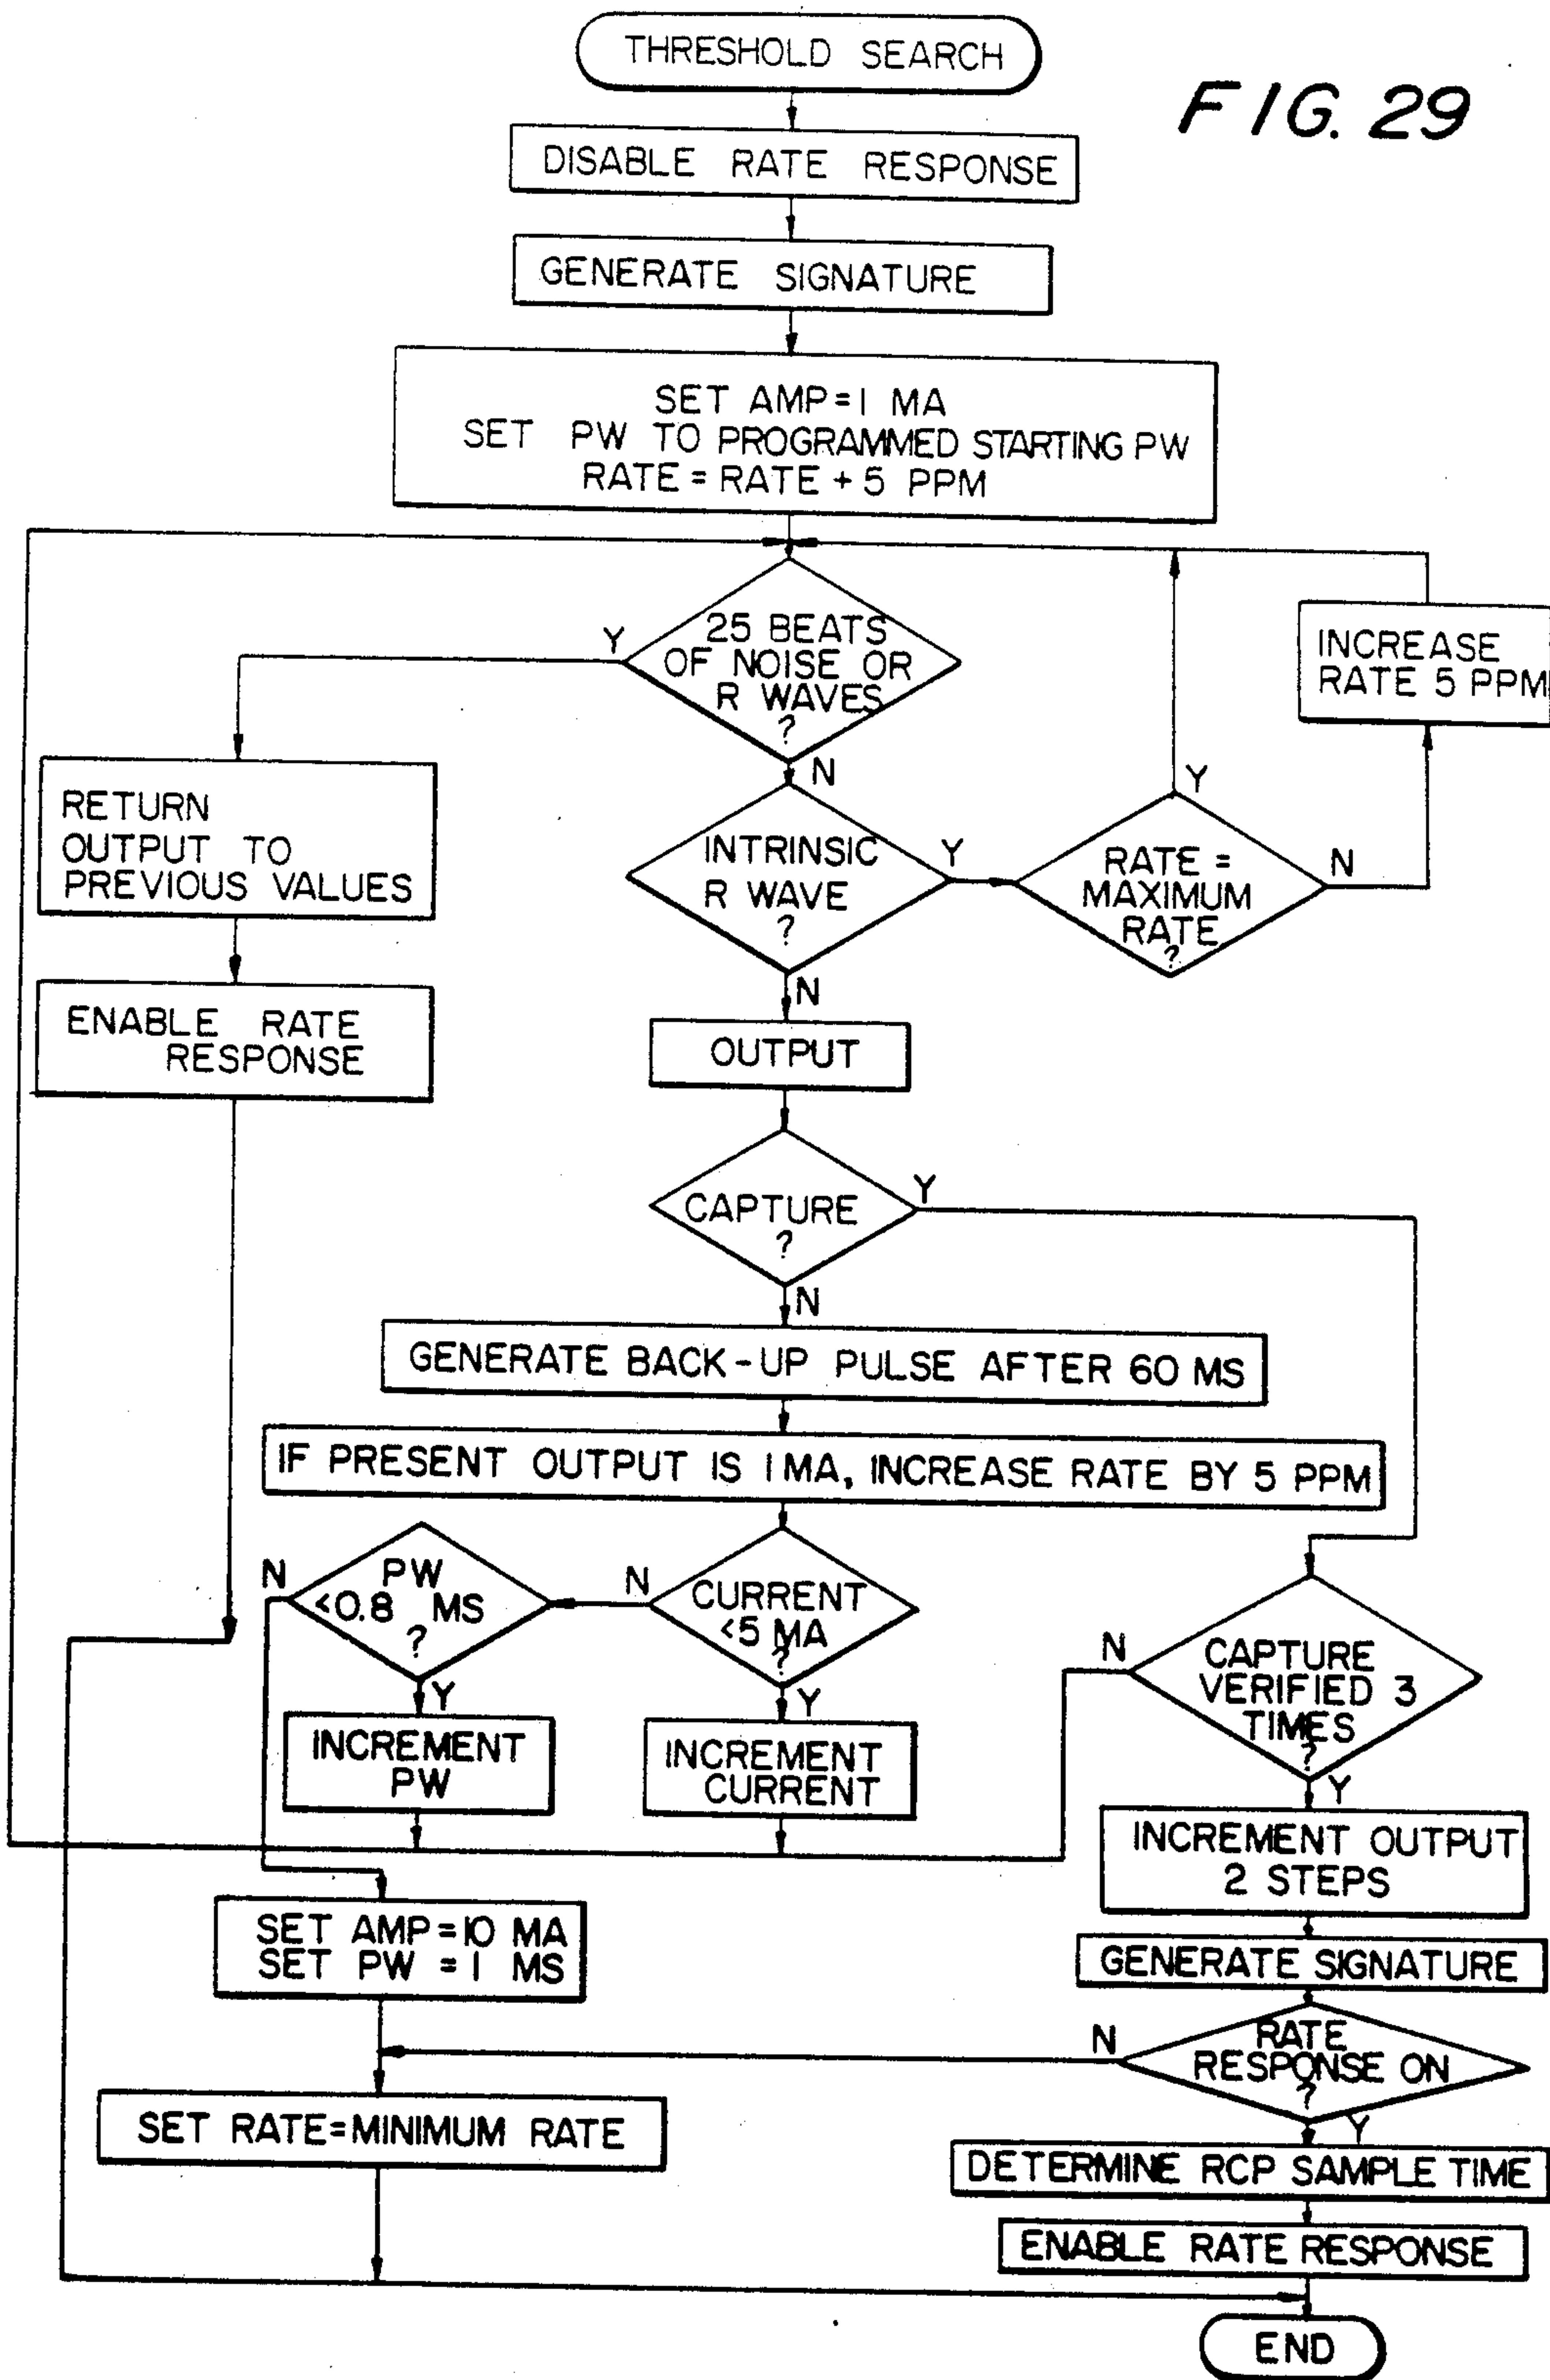 THRESHOLD SEARCH
FIG. 29
DISABLE RATE RESPONSE
GENERATE SIGNATURE
SET AMP=1 MA
SET PW TO PROGRAMMED STARTING PW
RATE = RATE + 5 PPM
25 BEATS
OF NOISE OR
R WAVES
?
Y
N
INCREASE
RATE 5 PPM
RETURN
OUTPUT TO
PREVIOUS VALUES
INTRINSIC
R WAVE
?
Y
N
RATE =
MAXIMUM
RATE
?
Y
N
ENABLE RATE
RESPONSE
OUTPUT
CAPTURE
?
Y
N
GENERATE BACK-UP PULSE AFTER 60 MS
IF PRESENT OUTPUT IS 1 MA, INCREASE RATE BY 5 PPM
PW
<0.8 MS
?
N
Y
CURRENT
<5 MA
?
N
Y
CAPTURE
VERIFIED 3
TIMES
?
N
Y
INCREMENT
PW
INCREMENT
CURRENT
INCREMENT OUTPUT
2 STEPS
SET AMP=10 MA
SET PW = 1 MS
GENERATE SIGNATURE
RATE
RESPONSE ON
?
N
Y
SET RATE=MINIMUM RATE
DETERMINE RCP SAMPLE TIME
ENABLE RATE RESPONSE
END